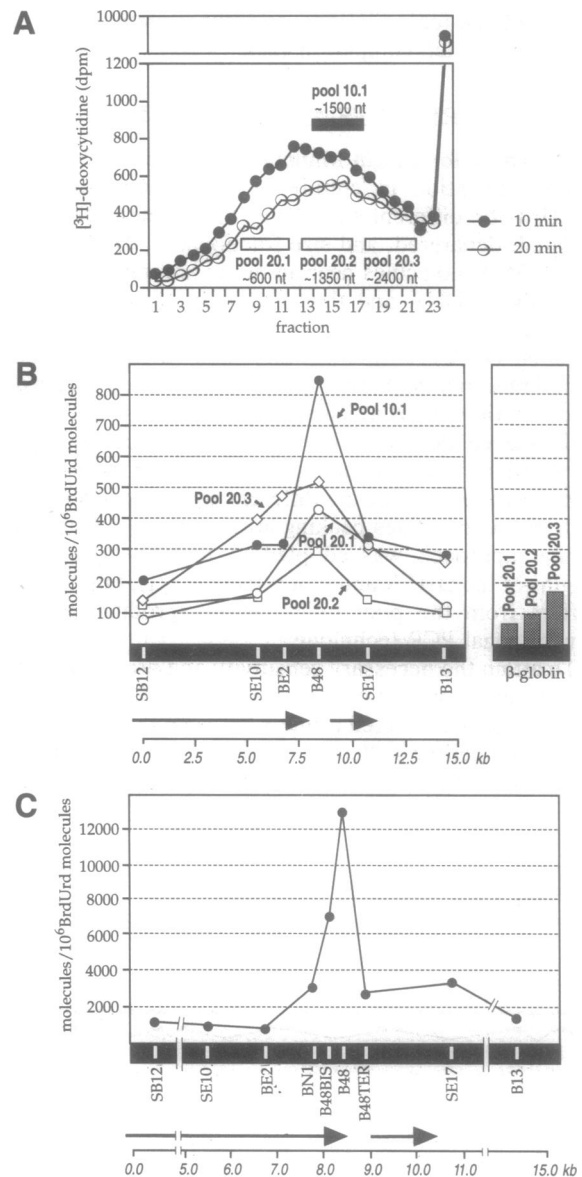 A
10000
1200
1000
800
600
400
200
0
[³H]-deoxycytidine (dpm)
pool 10.1
~1500 nt
pool 20.1
~600 nt
pool 20.2
~1350 nt
pool 20.3
~2400 nt
1 3 5 7 9 11 13 15 17 19 21 23
fraction
10 min
20 min
B
800
700
600
500
400
300
200
100
molecules/10⁶BrdUrd molecules
Pool 10.1
Pool 20.3
Pool 20.1
Pool 20.2
SB12
SE10
BE2
B48
SE17
B13
0.0 2.5 5.0 7.5 10.0 12.5 15.0 kb
Pool 20.1
Pool 20.2
Pool 20.3
β-globin
C
12000
10000
8000
6000
4000
2000
molecules/10⁶BrdUrd molecules
SB12
SE10
BE2
BN1
B48BIS
B48
B48TER
SE17
B13
0.0 5.0 6.0 7.0 8.0 9.0 10.0 11.0 15.0 kb